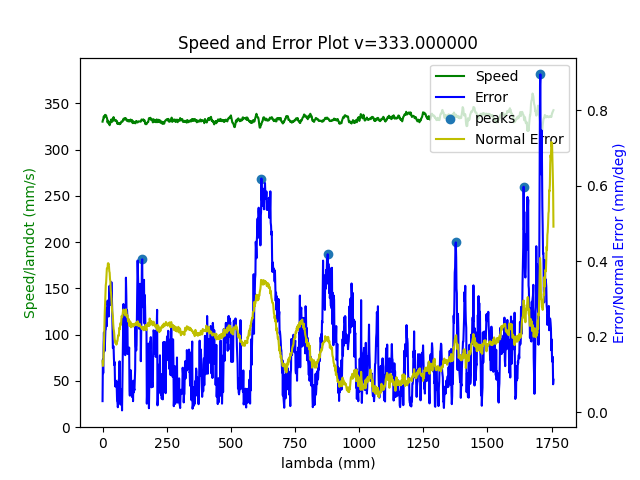 Speed and Error Plot v=333.000000
Speed
Error
peaks
Normal Error
Speed/lamdot (mm/s)
350
300
250
200
150
100
50
0
0.8
0.6
0.4
0.2
0.0
Error/Normal Error (mm/deg)
0 250 500 750 1000 1250 1500 1750
lambda (mm)